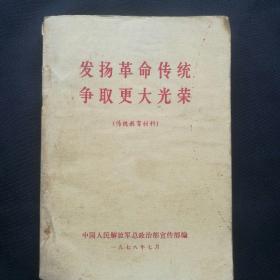 发扬革命传统
争取更大光荣
(传统教育材料)
中国人民解放军总政治部宣传部编
一九七八年七月